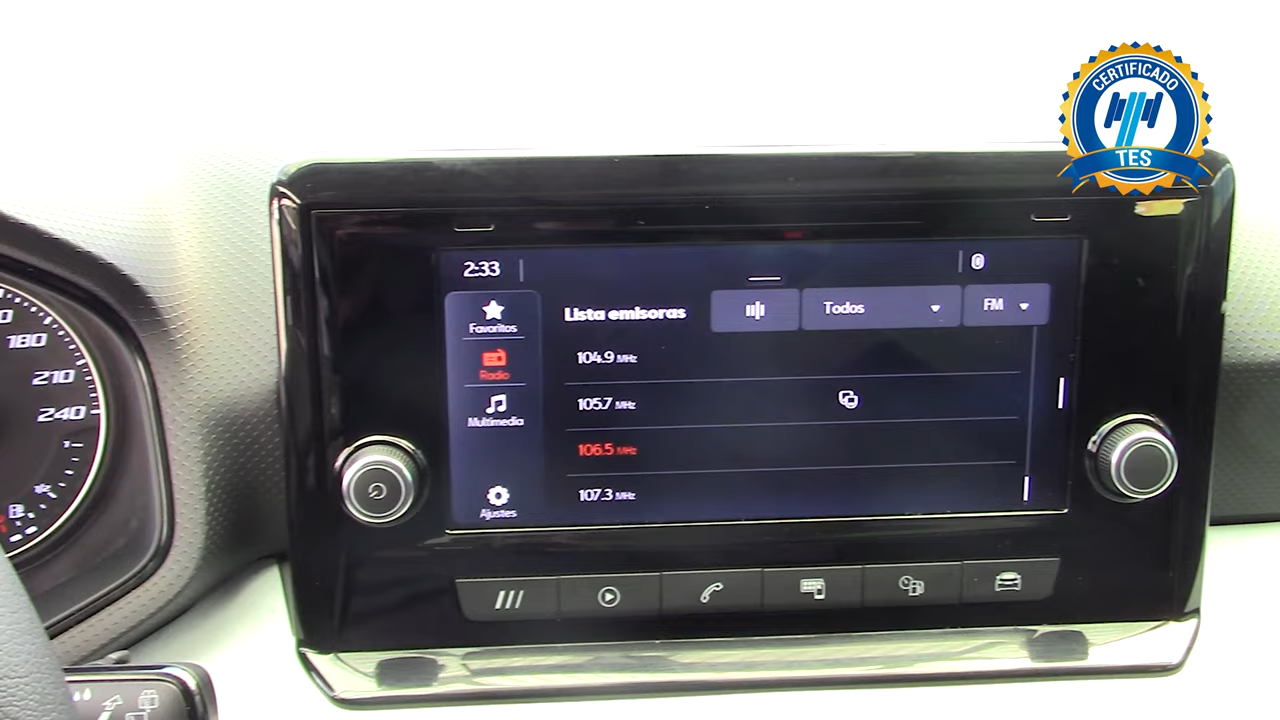 CERTIFICADO
TES
2:33
Favoritos
Radio
Multimedia
Ajustes
Lista emisoras
Todos
FM
104.9 MHz
105.7 MHz
106.5 MHz
107.3 MHz
180
210
240